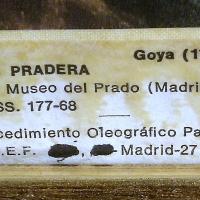 Goya (1
PRADERA
Museo del Prado (Madri
SS. 177-68
cedimiento Oleográfico Pa
.E.F. Madrid-27